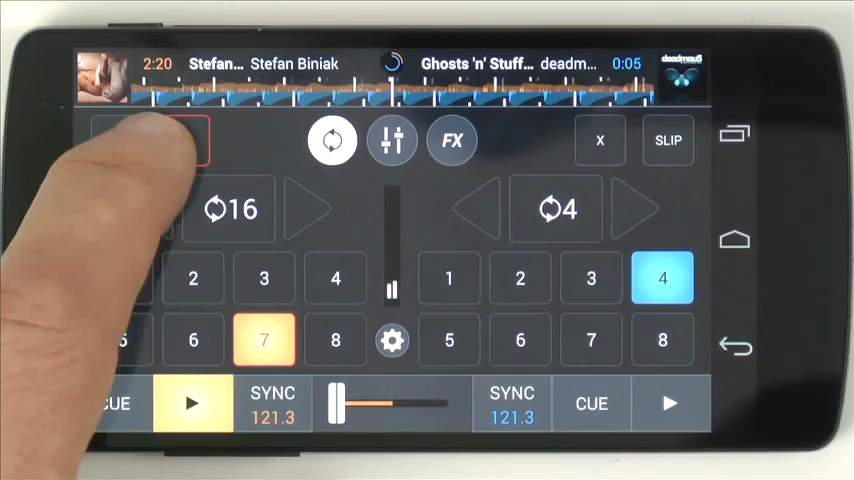 2:20 Stefan... Stefan Biniak Ghosts 'n' Stuff... deadm... 0:05 deadmau5
FX X SLIP
16 4
2 3 4 1 2 3 4
6 7 8 5 6 7 8
CUE SYNC 121.3 SYNC 121.3 CUE